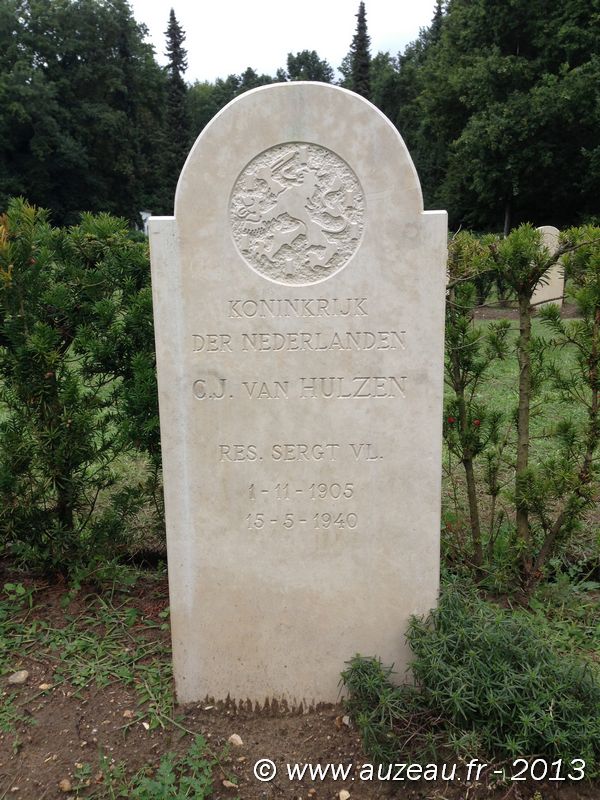 KONINKRIJK
DER NEDERLANDEN
C.J. VAN HULZEN
RES. SERGT VL.
1-11-1905
15-5-1940
© www.auzeau.fr - 2013